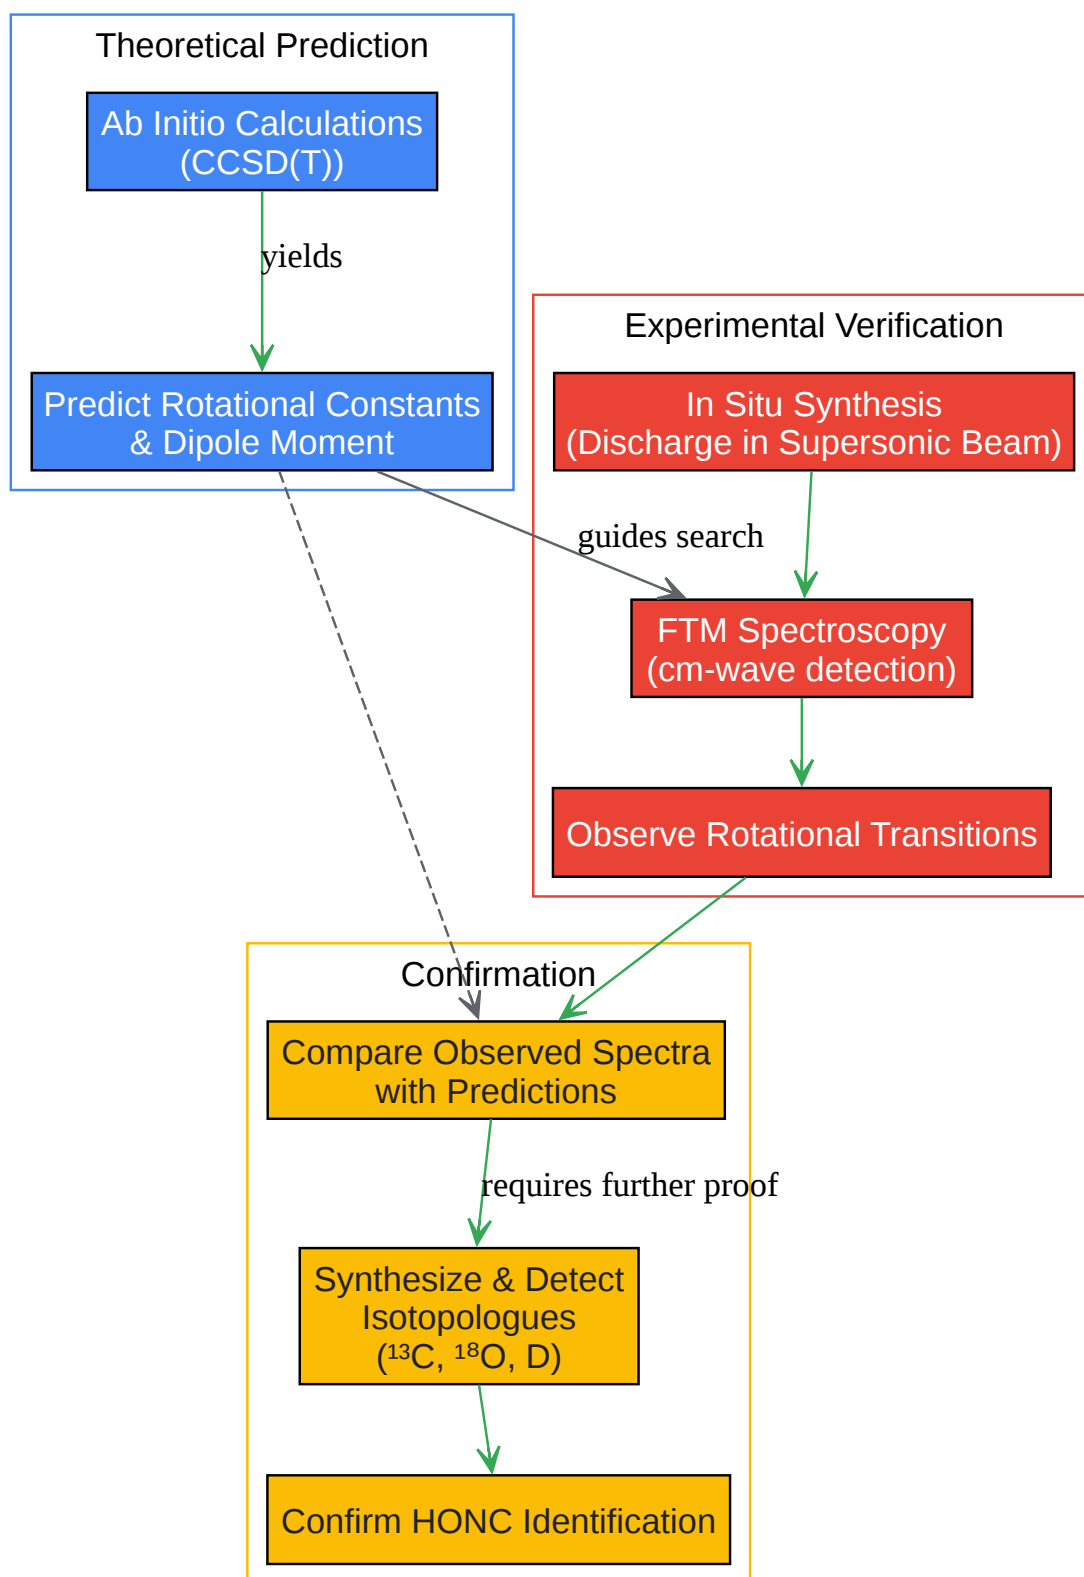 Theoretical Prediction
Ab Initio Calculations
(CCSD(T))
yields
Predict Rotational Constants
& Dipole Moment
Experimental Verification
In Situ Synthesis
(Discharge in Supersonic Beam)
guides search
FTM Spectroscopy
(cm-wave detection)
Observe Rotational Transitions
Confirmation
Compare Observed Spectra
with Predictions
requires further proof
Synthesize & Detect
Isotopologues
(¹³C, ¹⁸O, D)
Confirm HONC Identification